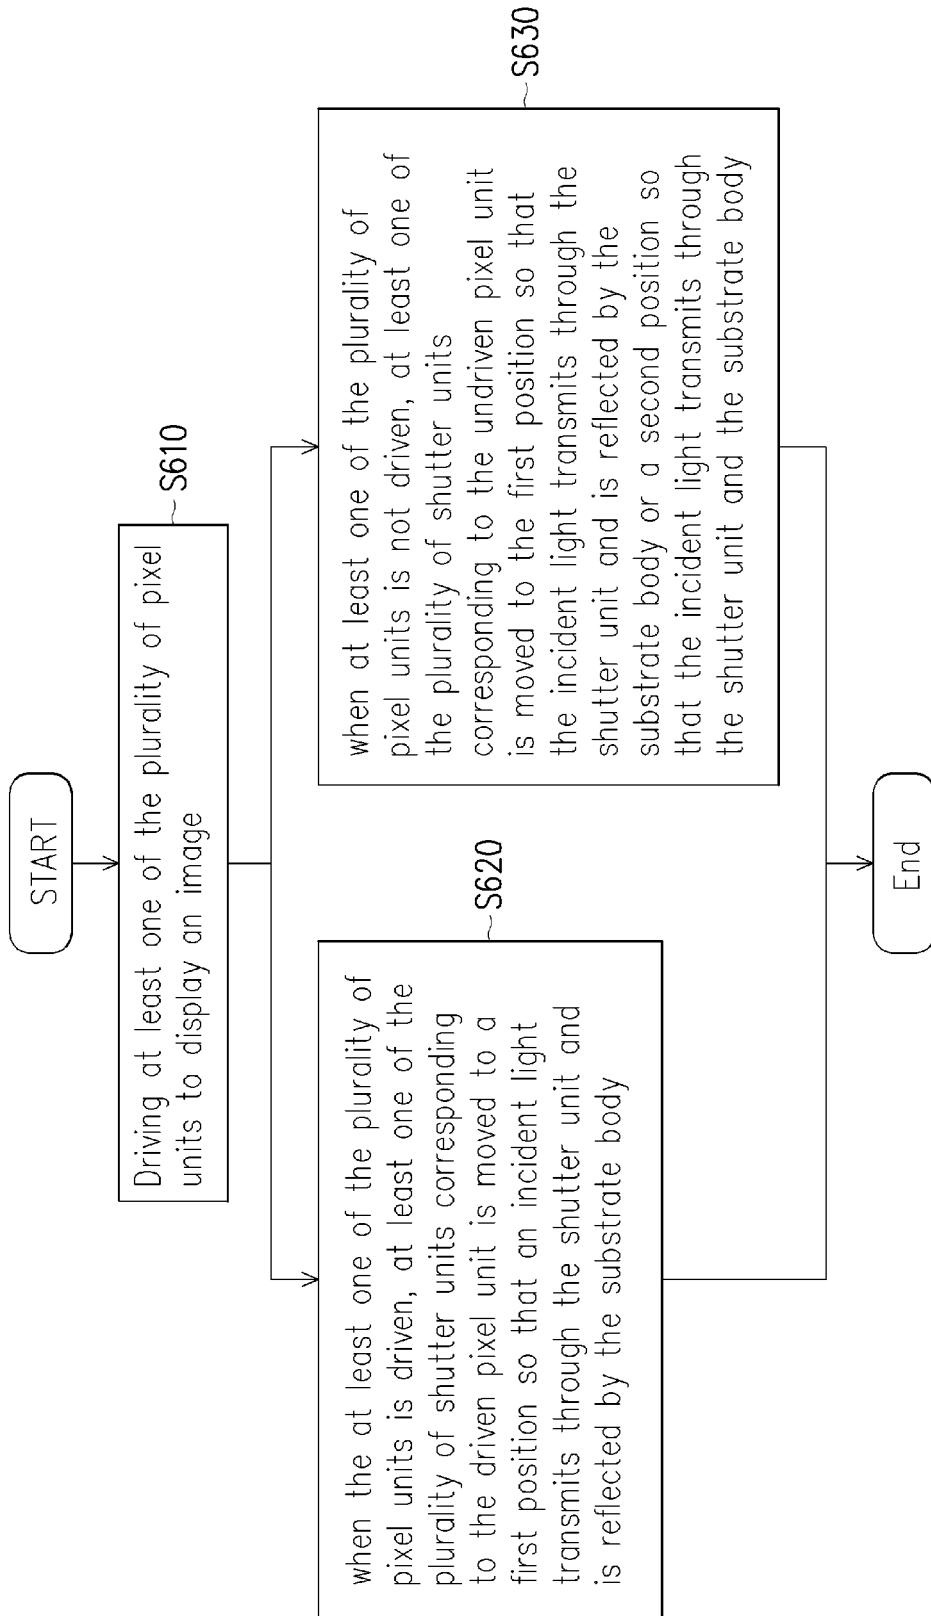 START
Driving at least one of the plurality of pixel
units to display an image
S610
when the at least one of the plurality of
pixel units is driven, at least one of the
plurality of shutter units corresponding
to the driven pixel unit is moved to a
first position so that an incident light
transmits through the shutter unit and
is reflected by the substrate body
S620
when at least one of the plurality of
pixel units is not driven, at least one of
the plurality of shutter units
corresponding to the undriven pixel unit
is moved to the first position so that
the incident light transmits through the
shutter unit and is reflected by the
substrate body or a second position so
that the incident light transmits through
the shutter unit and the substrate body
S630
End